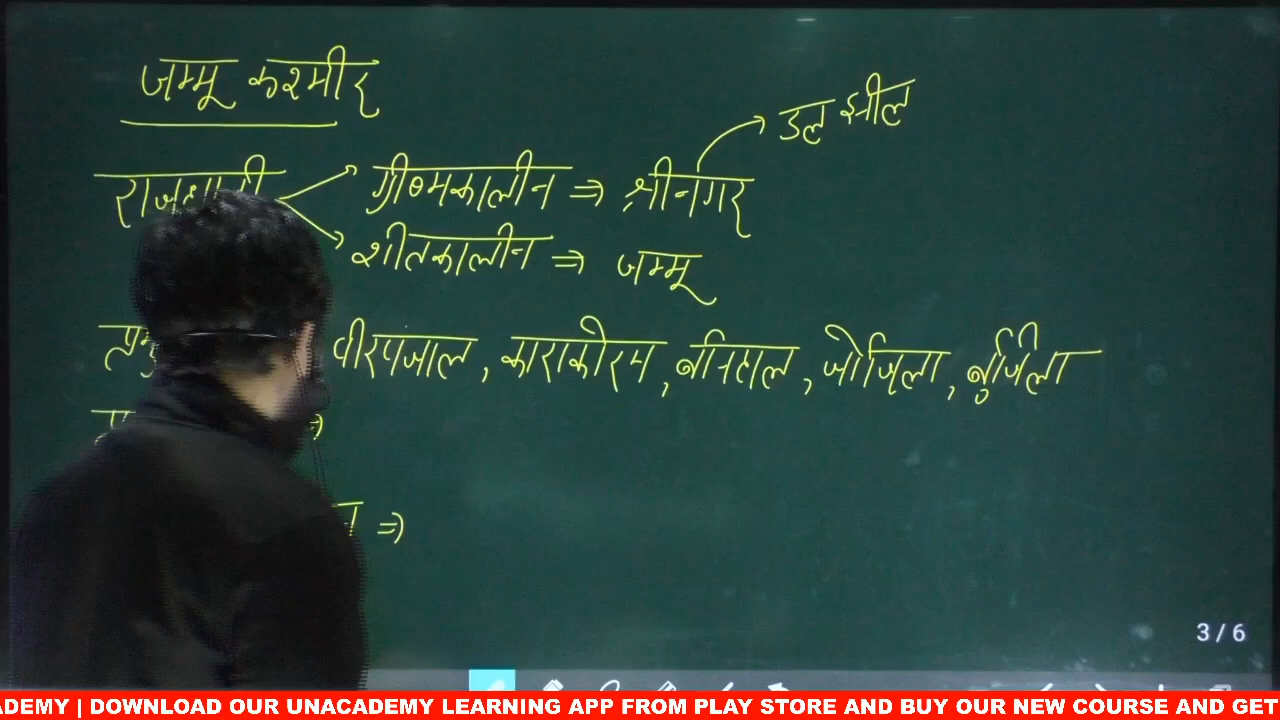 जम्मू कश्मीर
डल झील
ग्रीष्मकालीन ⇒ श्रीनगर
शीतकालीन ⇒ जम्मू
पीरपंजाल, काराकोरम, बनिहाल, जोजिला, बुर्जिला
⇒
⇒
3 / 6
ADEMY | DOWNLOAD OUR UNACADEMY LEARNING APP FROM PLAY STORE AND BUY OUR NEW COURSE AND GET